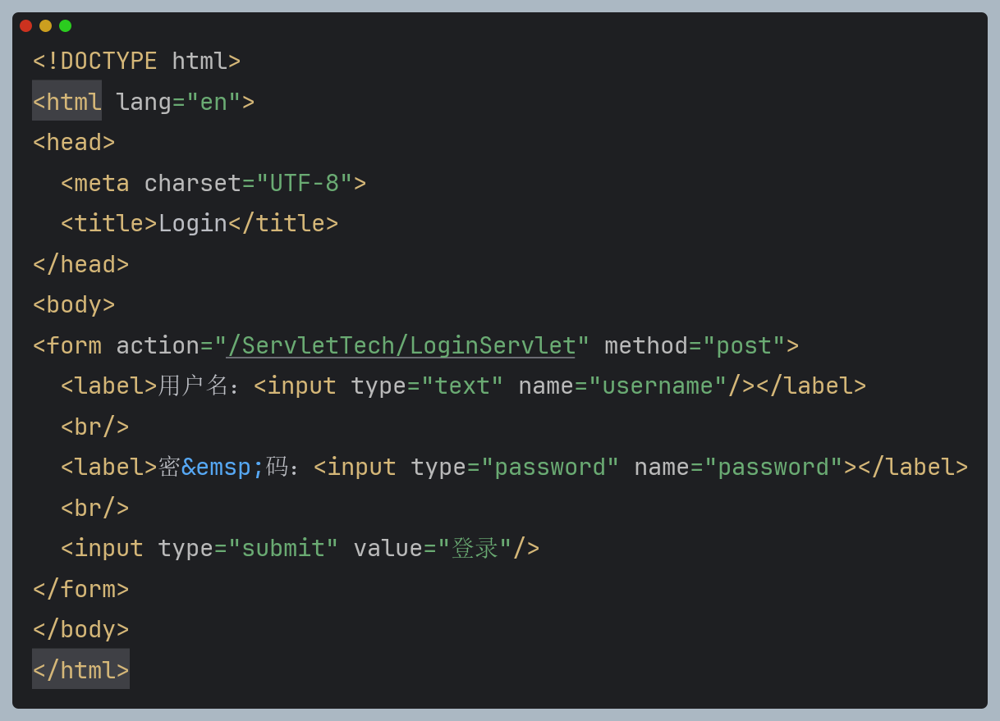 <!DOCTYPE html>
<html lang="en">
<head>
  <meta charset="UTF-8">
  <title>Login</title>
</head>
<body>
<form action="/ServletTech/LoginServlet" method="post">
  <label>用户名：<input type="text" name="username"/></label>
  <br/>
  <label>密&emsp;码：<input type="password" name="password"></label>
  <br/>
  <input type="submit" value="登录"/>
</form>
</body>
</html>